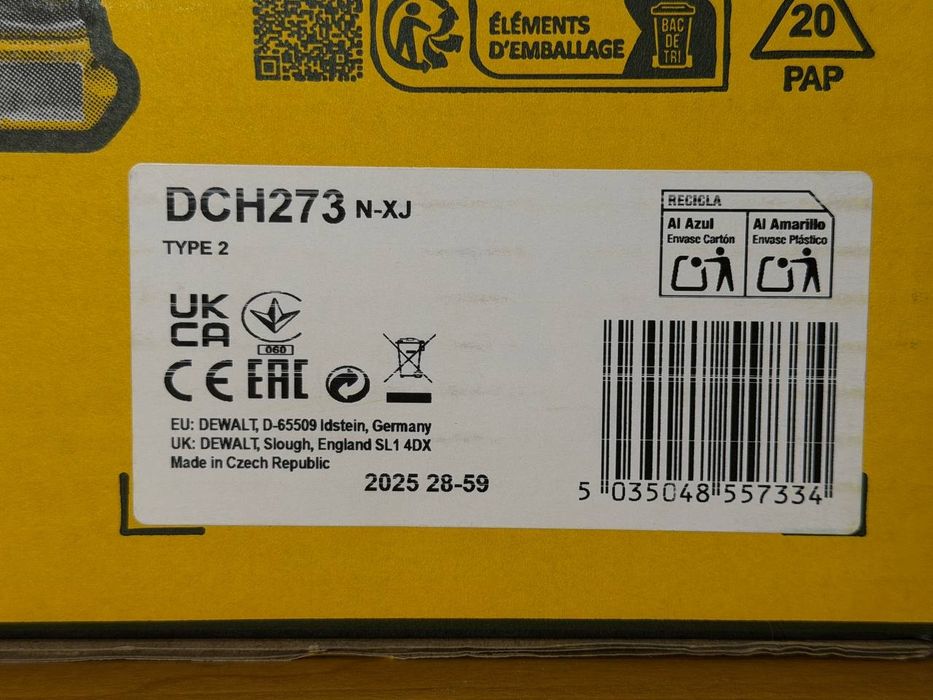 ÉLÉMENTS
D'EMBALLAGE
BAC
DE
TRI
20
PAP
DCH273 N-XJ
TYPE 2
RECICLA
Al Azul
Envase Cartón
Al Amarillo
Envase Plástico
UK
CA
060
CE EAC
EU: DEWALT, D-65509 Idstein, Germany
UK: DEWALT, Slough, England SL1 4DX
Made in Czech Republic
2025 28-59
5 035048 557334